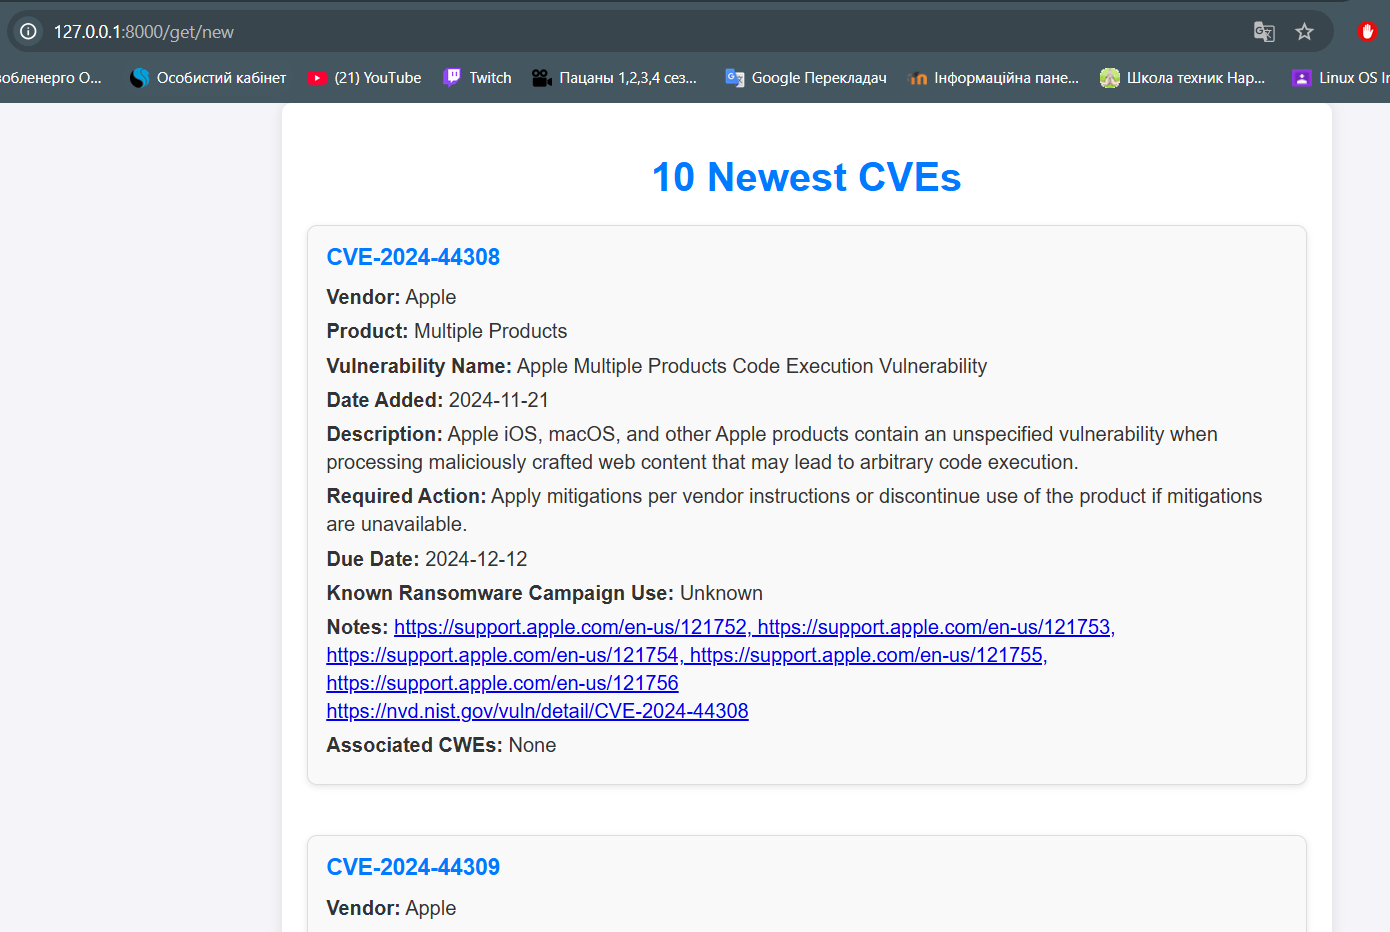 127.0.0.1:8000/get/new
зобленерго О... Особистий кабінет (21) YouTube Twitch Пацаны 1,2,3,4 сез... Google Перекладач Інформаційна пане... Школа техник Нар... Linux OS In
10 Newest CVEs
CVE-2024-44308
Vendor: Apple
Product: Multiple Products
Vulnerability Name: Apple Multiple Products Code Execution Vulnerability
Date Added: 2024-11-21
Description: Apple iOS, macOS, and other Apple products contain an unspecified vulnerability when
processing maliciously crafted web content that may lead to arbitrary code execution.
Required Action: Apply mitigations per vendor instructions or discontinue use of the product if mitigations
are unavailable.
Due Date: 2024-12-12
Known Ransomware Campaign Use: Unknown
Notes: https://support.apple.com/en-us/121752, https://support.apple.com/en-us/121753,
https://support.apple.com/en-us/121754, https://support.apple.com/en-us/121755,
https://support.apple.com/en-us/121756
https://nvd.nist.gov/vuln/detail/CVE-2024-44308
Associated CWEs: None
CVE-2024-44309
Vendor: Apple